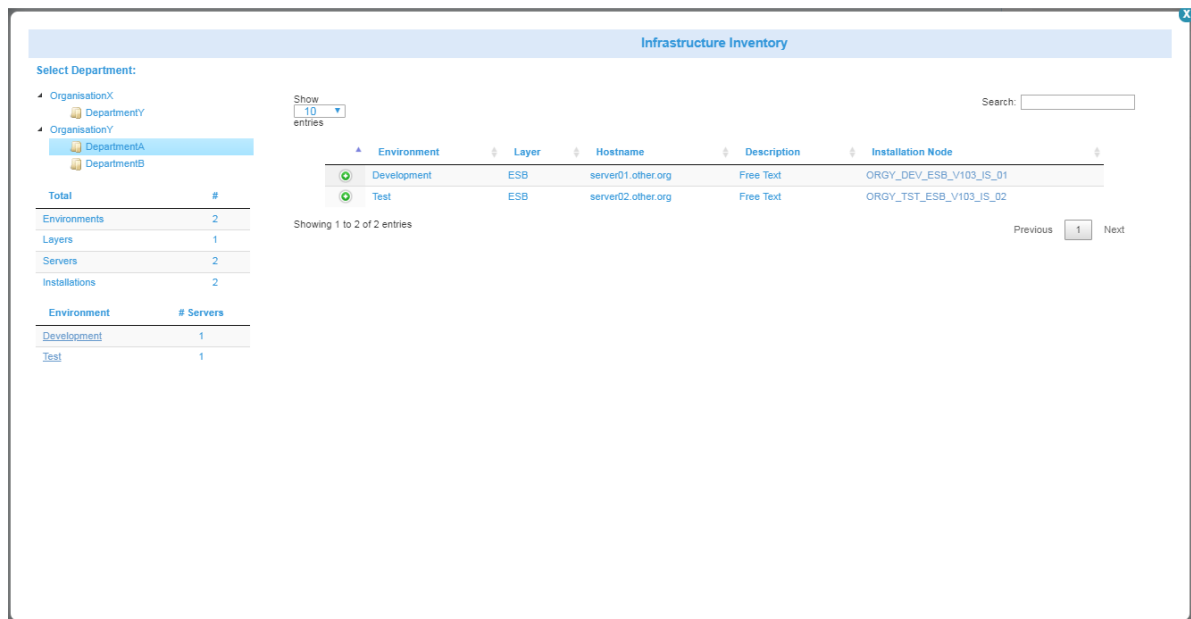 X
Infrastructure Inventory
Select Department:
OrganisationX
DepartmentY
OrganisationY
DepartmentA
DepartmentB
Total #
Environments 2
Layers 1
Servers 2
Installations 2
Environment # Servers
Development 1
Test 1
Show
10
entries
Search:
Environment Layer Hostname Description Installation Node
Development ESB server01.other.org Free Text ORGY_DEV_ESB_V103_IS_01
Test ESB server02.other.org Free Text ORGY_TST_ESB_V103_IS_02
Showing 1 to 2 of 2 entries
Previous 1 Next